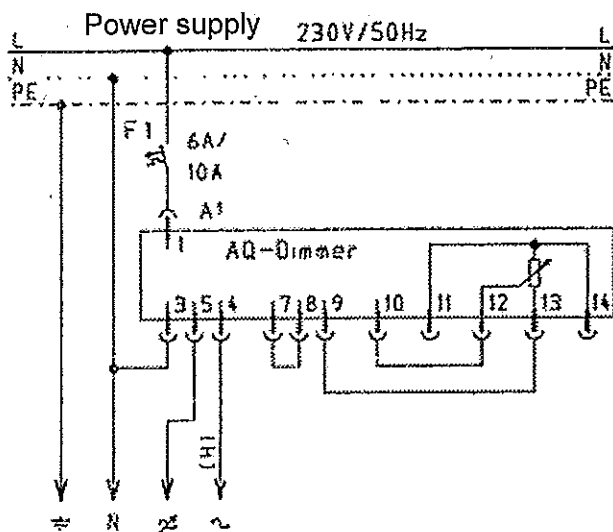 Power supply 230V/50Hz
L L
N N
PE PE
F1 6A/
10A
A1
1
AQ-Dimmer
3 5 4 7 8 9 10 11 12 13 14
(H)
N